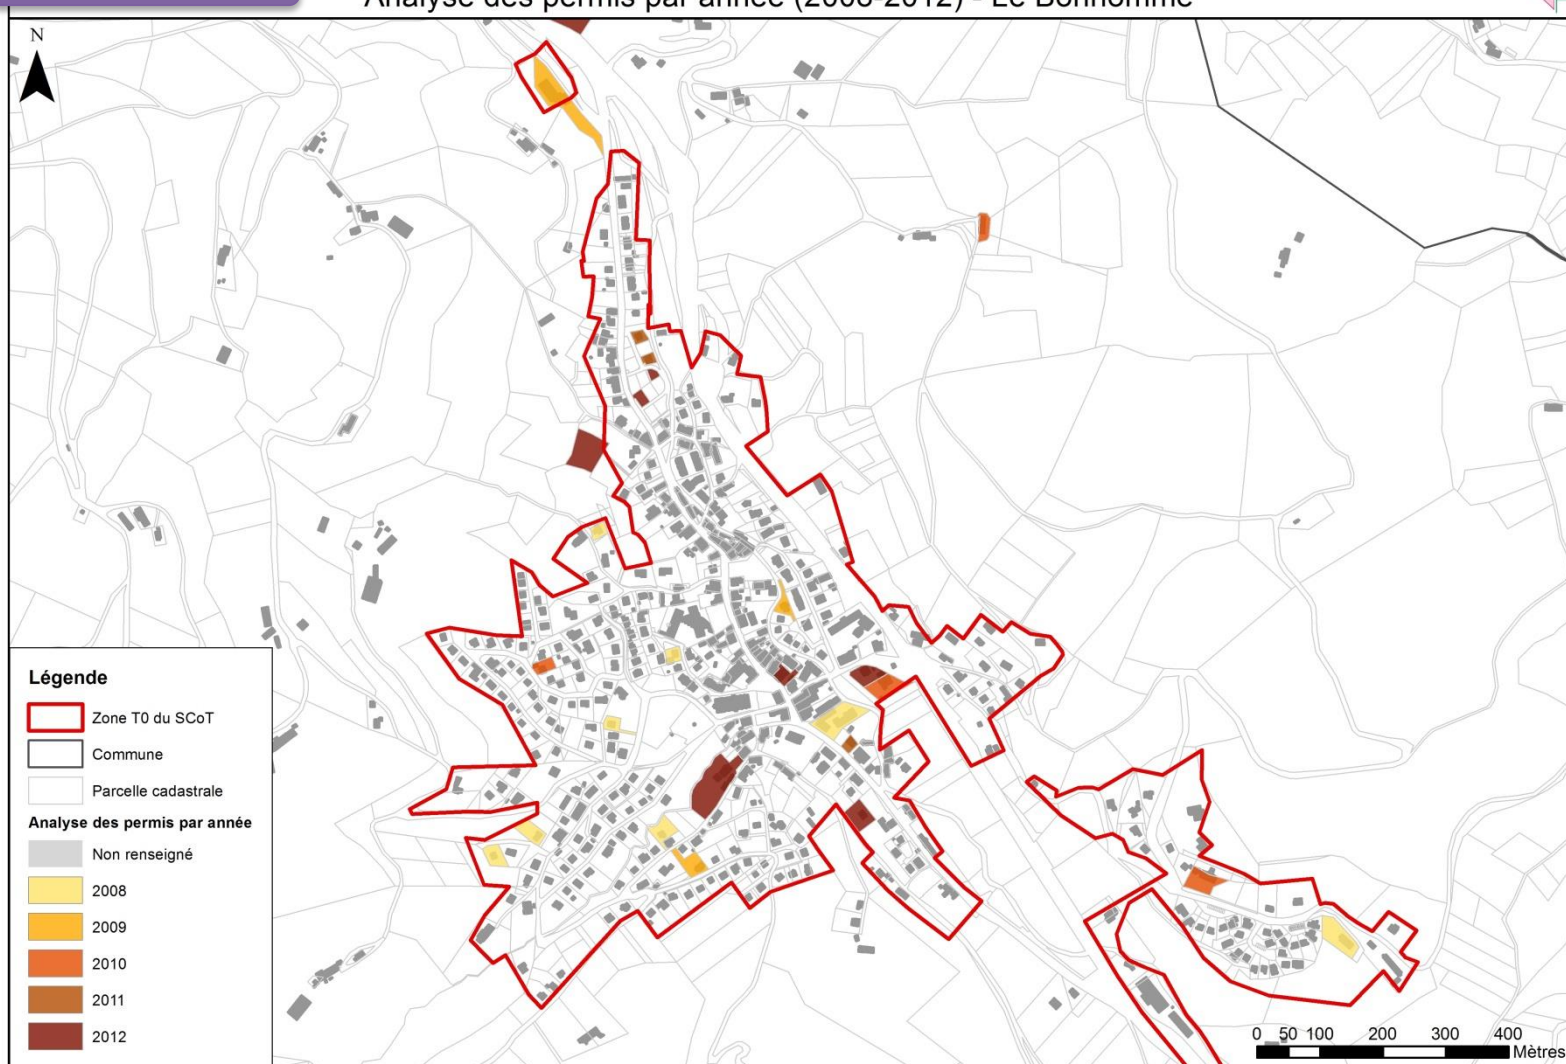 Analyse des permis par année (2008-2012) - Le Bonhomme
N
Légende
Zone T0 du SCoT
Commune
Parcelle cadastrale
Analyse des permis par année
Non renseigné
2008
2009
2010
2011
2012
0 50 100 200 300 400
Mètres